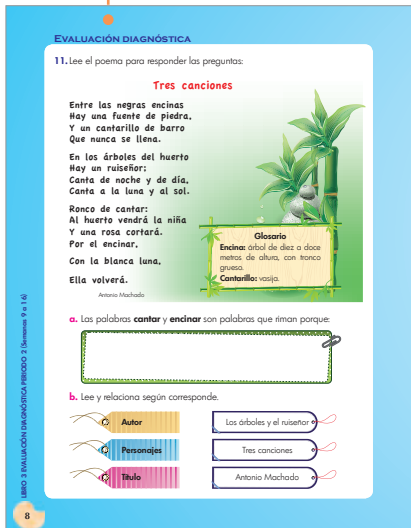 EVALUACIÓN DIAGNÓSTICA
11. Lee el poema para responder las preguntas:
Tres canciones
Entre las negras encinas
Hay una fuente de piedra,
Y un cantarillo de barro
Que nunca se llena.
En los árboles del huerto
Hay un ruiseñor;
Canta de noche y de día,
Canta a la luna y al sol.
Ronco de cantar:
Al huerto vendrá la niña
Y una rosa cortará.
Por el encinar,
Con la blanca luna,
Ella volverá.
Antonio Machado
Glosario
Encina: árbol de diez a doce
metros de altura, con tronco
grueso.
Cantarillo: vasija.
a. Las palabras cantar y encinar son palabras que riman porque:
b. Lee y relaciona según corresponde.
Autor
Los árboles y el ruiseñor
Personajes
Tres canciones
Título
Antonio Machado
LIBRO 3 EVALUACIÓN DIAGNÓSTICA PERIODO 2 (Semanas 9 a 16)
8